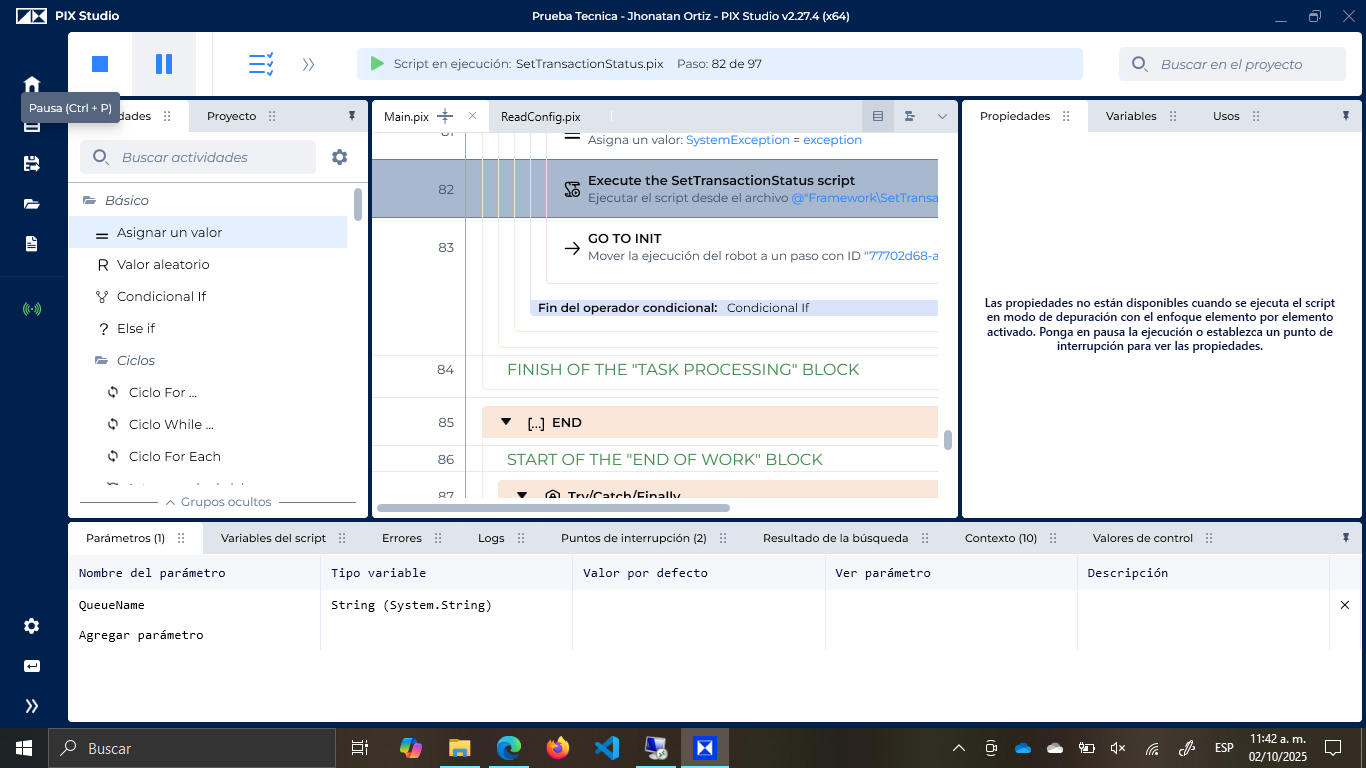 PIX Studio
Prueba Tecnica - Jhonatan Ortiz - PIX Studio v2.27.4 (x64)
Script en ejecución: SetTransactionStatus.pix Paso: 82 de 97
Buscar en el proyecto
Pausa (Ctrl + P)
Proyecto
Buscar actividades
Básico
Asignar un valor
Valor aleatorio
Condicional If
Else if
Ciclos
Ciclo For ...
Ciclo While ...
Ciclo For Each
Grupos ocultos
Main.pix
ReadConfig.pix
81
Asigna un valor: SystemException = exception
82
Execute the SetTransactionStatus script
Ejecutar el script desde el archivo @"Framework\SetTransa
83
GO TO INIT
Mover la ejecución del robot a un paso con ID "77702d68-a
Fin del operador condicional: Condicional If
84 FINISH OF THE "TASK PROCESSING" BLOCK
85 [...] END
86 START OF THE "END OF WORK" BLOCK
87 Try/Catch/Finally
Propiedades
Variables
Usos
Las propiedades no están disponibles cuando se ejecuta el script
en modo de depuración con el enfoque elemento por elemento
activado. Ponga en pausa la ejecución o establezca un punto de
interrupción para ver las propiedades.
Parámetros (1)
Variables del script
Errores
Logs
Puntos de interrupción (2)
Resultado de la búsqueda
Contexto (10)
Valores de control
Nombre del parámetro
Tipo variable
Valor por defecto
Ver parámetro
Descripción
QueueName
String (System.String)
Agregar parámetro
Buscar
ESP
11:42 a. m.
02/10/2025